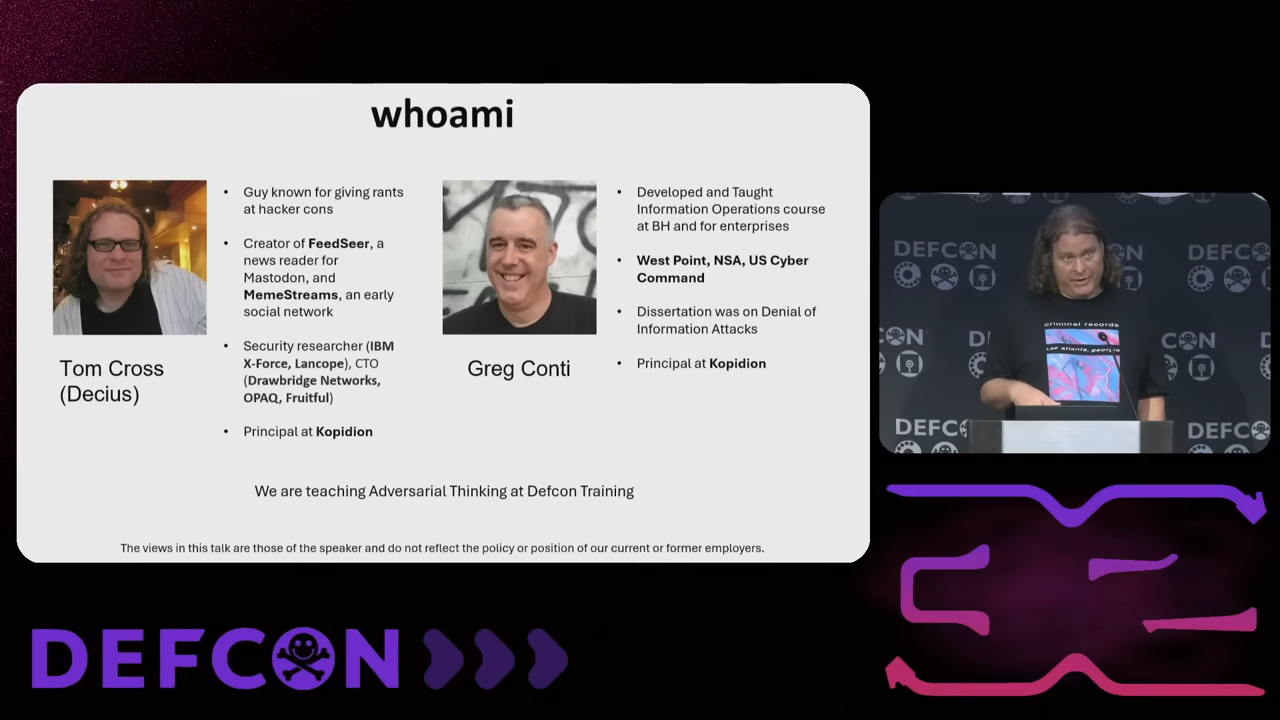 whoami
Guy known for giving rants
at hacker cons
Creator of FeedSeer, a
news reader for
Mastodon, and
MemeStreams, an early
social network
Security researcher (IBM
X-Force, Lancope), CTO
(Drawbridge Networks,
OPAQ, Fruitful)
Principal at Kopidion
Tom Cross
(Decius)
Developed and Taught
Information Operations course
at BH and for enterprises
West Point, NSA, US Cyber
Command
Dissertation was on Denial of
Information Attacks
Principal at Kopidion
Greg Conti
We are teaching Adversarial Thinking at Defcon Training
The views in this talk are those of the speaker and do not reflect the policy or position of our current or former employers.
DEFCON
DEFCON
criminal records
atlanta, georgia
DEFCON
DEFCON
DEFCON